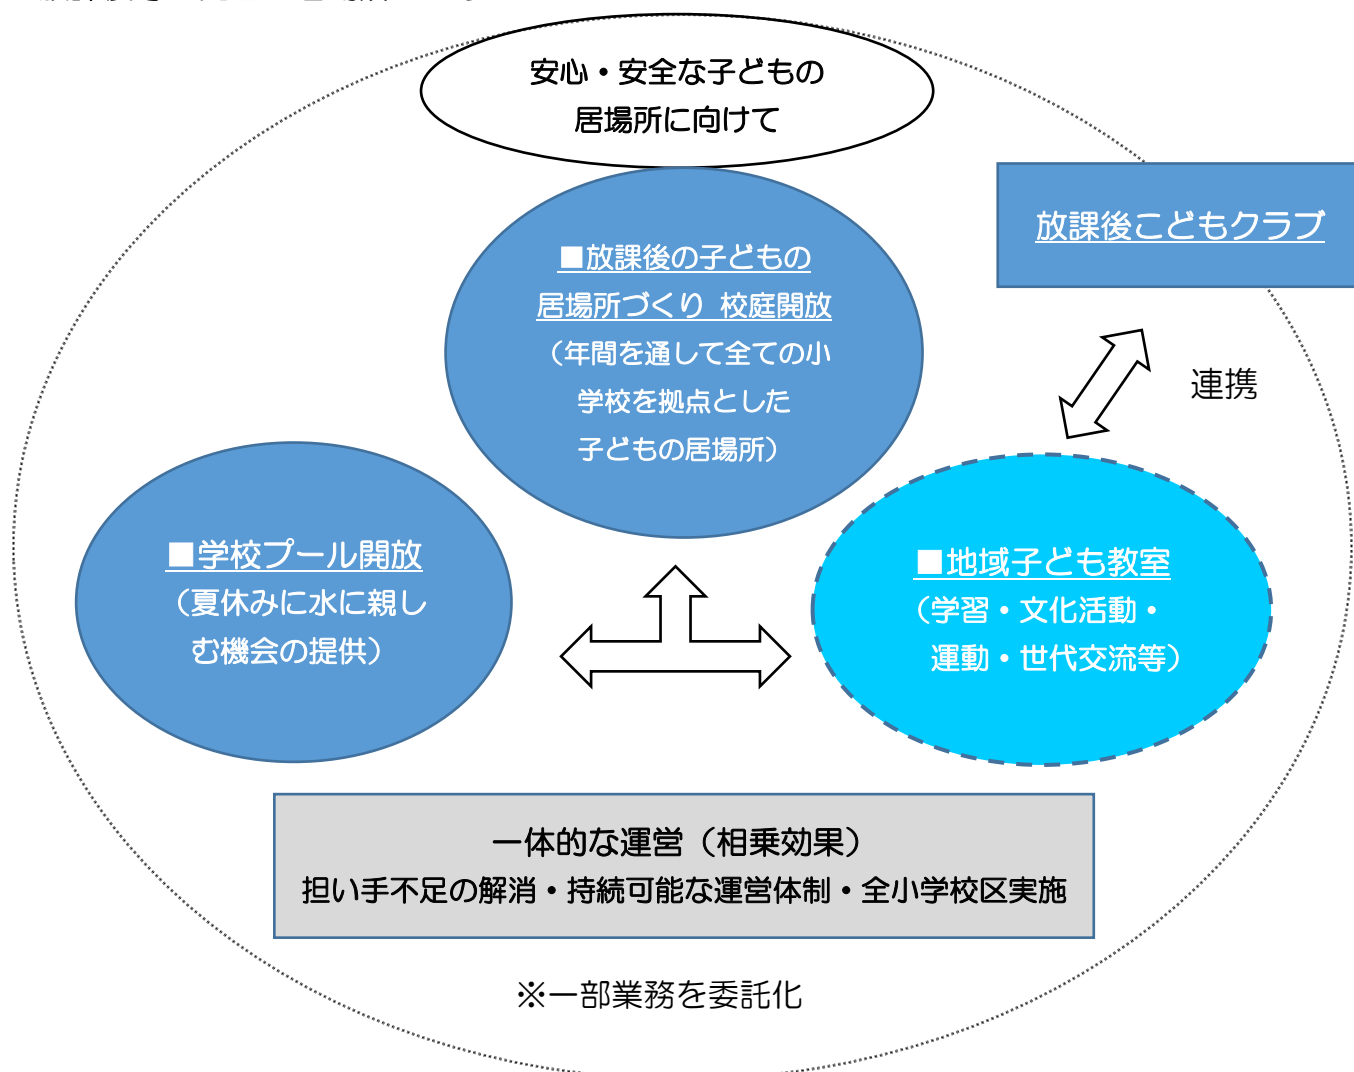 安心・安全な子どもの
居場所に向けて
放課後こどもクラブ
■放課後の子どもの
居場所づくり 校庭開放
（年間を通して全ての小
学校を拠点とした
子どもの居場所）
連携
■学校プール開放
（夏休みに水に親し
む機会の提供）
■地域子ども教室
（学習・文化活動・
運動・世代交流等）
一体的な運営（相乗効果）
担い手不足の解消・持続可能な運営体制・全小学校区実施
※一部業務を委託化